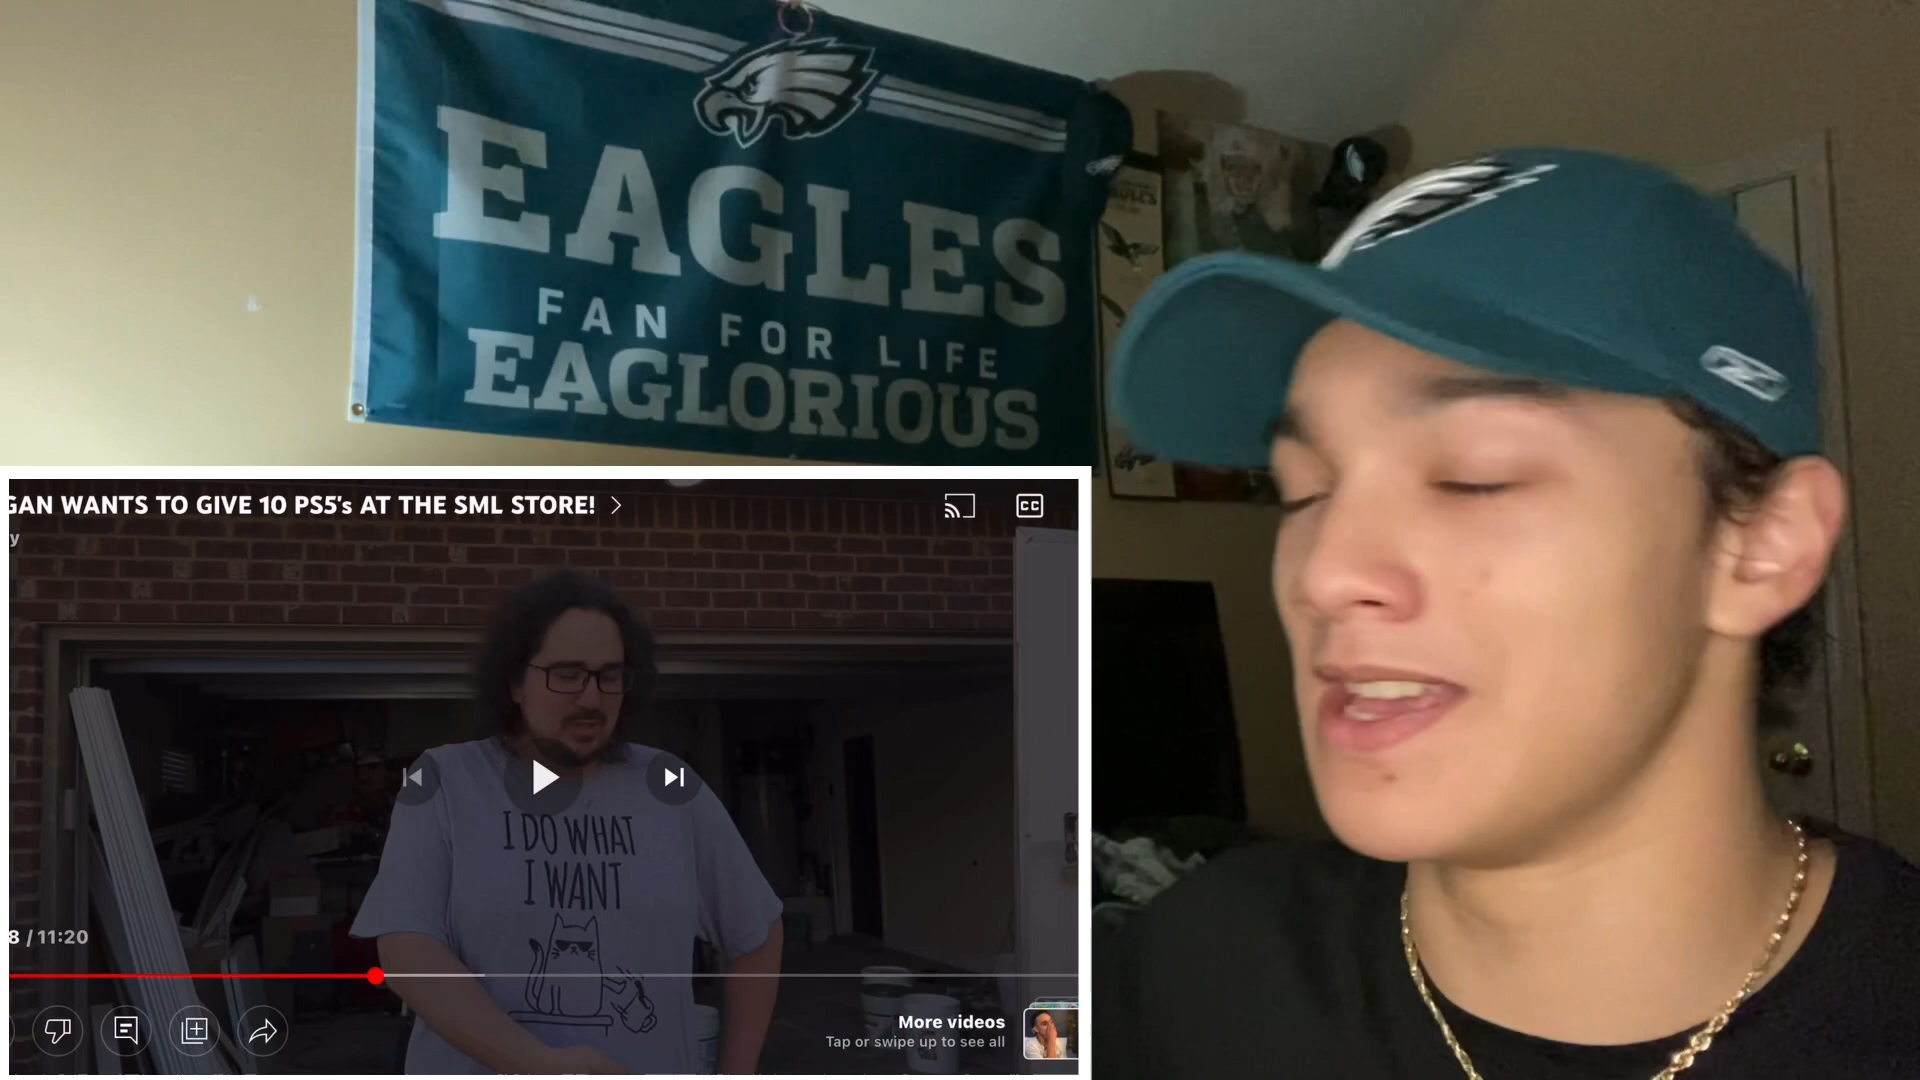 EAGLES
FAN FOR LIFE
EAGLORIOUS
GAN WANTS TO GIVE 10 PS5's AT THE SML STORE!
CC
y
I DO WHAT
I WANT
8 / 11:20
More videos
Tap or swipe up to see all